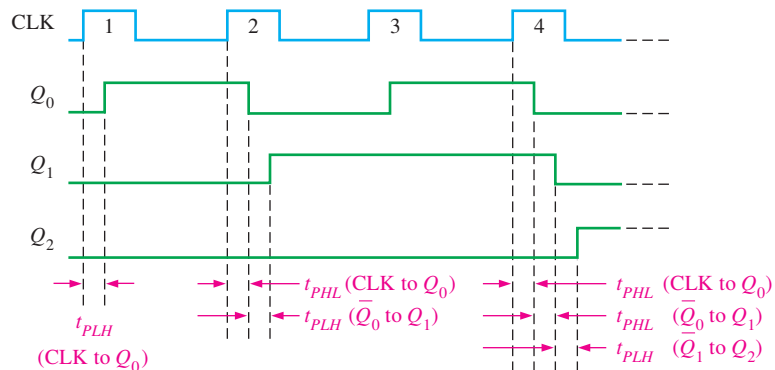 CLK 1 2 3 4
Q0
Q1
Q2
tPHL (CLK to Q0) tPHL (CLK to Q0)
tPLH tPLH (Q̅0 to Q1) tPHL (Q̅0 to Q1)
(CLK to Q0) tPLH (Q̅1 to Q2)